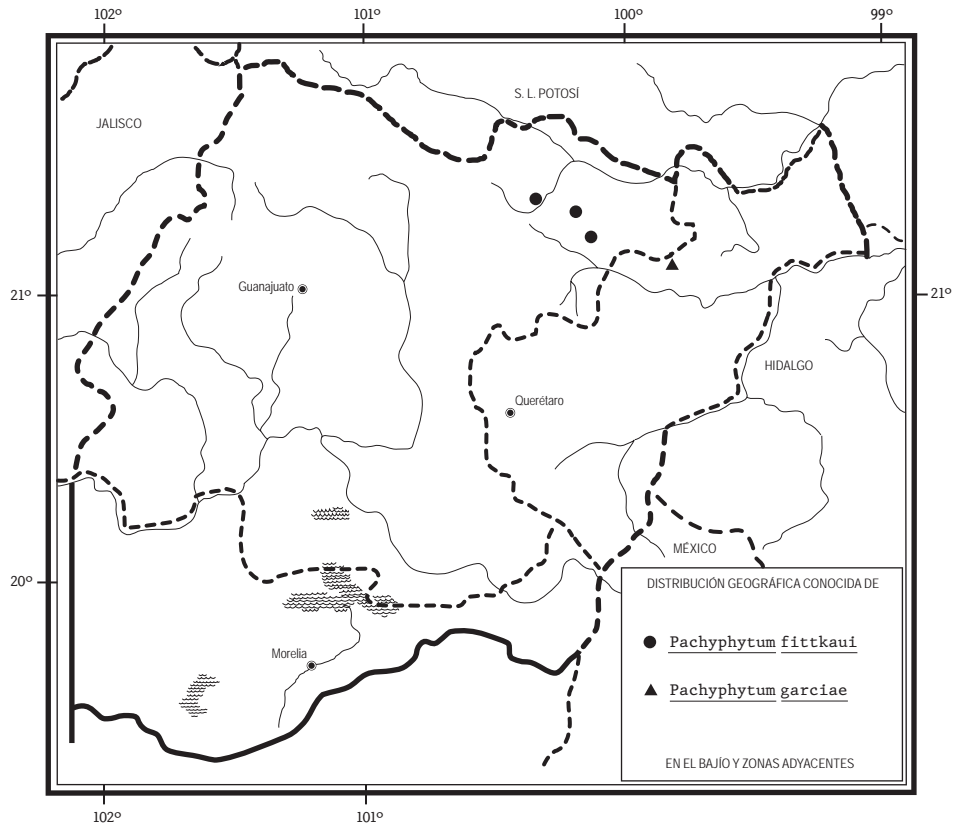 102º 101º 100º 99º
S. L. POTOSÍ
JALISCO
Guanajuato
21º 21º
HIDALGO
Querétaro
MÉXICO
20º
DISTRIBUCIÓN GEOGRÁFICA CONOCIDA DE
Pachyphytum fittkaui
Morelia
Pachyphytum garciae
EN EL BAJÍO Y ZONAS ADYACENTES
102º 101º